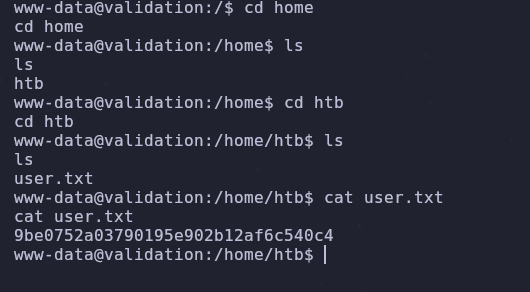 www-data@validation:/$ cd home
cd home
www-data@validation:/home$ ls
ls
htb
www-data@validation:/home$ cd htb
cd htb
www-data@validation:/home/htb$ ls
ls
user.txt
www-data@validation:/home/htb$ cat user.txt
cat user.txt
9be0752a03790195e902b12af6c540c4
www-data@validation:/home/htb$